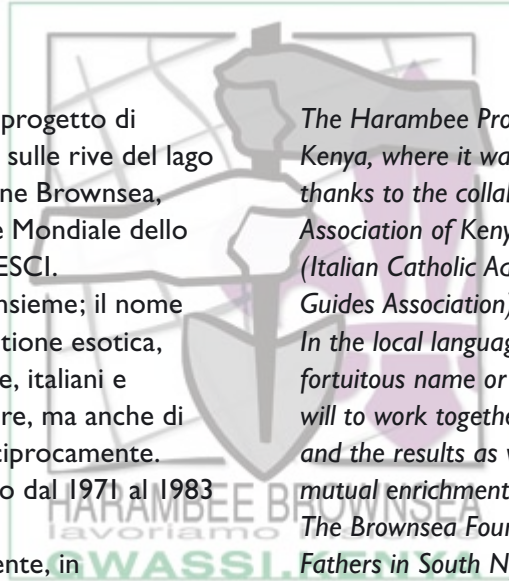 progetto di
sulle rive del lago
ne Brownsea,
e Mondiale dello
ESCI.
nsieme; il nome
tione esotica,
e, italiani e
re, ma anche di
ciprocamente.
o dal 1971 al 1983
ente, in
The Harambee Pro
Kenya, where it wa
thanks to the collab
Association of Keny
(Italian Catholic Ad
Guides Association)
In the local languag
fortuitous name or
will to work togethe
and the results as w
mutual enrichment
The Brownsea Foun
Fathers in South N
HARAMBEE BROWNSEA
lavoriamo
GWASSI.KENYA